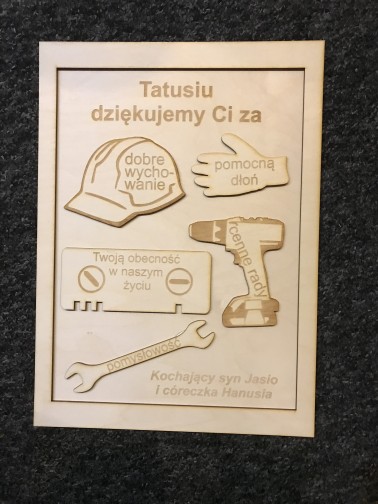 Tatusiu
dziękujemy Ci za
dobre
wycho-
wanie
pomocną
dłoń
cenne rady
Twoją obecność
w naszym
życiu
pomysłowość
Kochający syn Jasio
i córeczka Hanusia